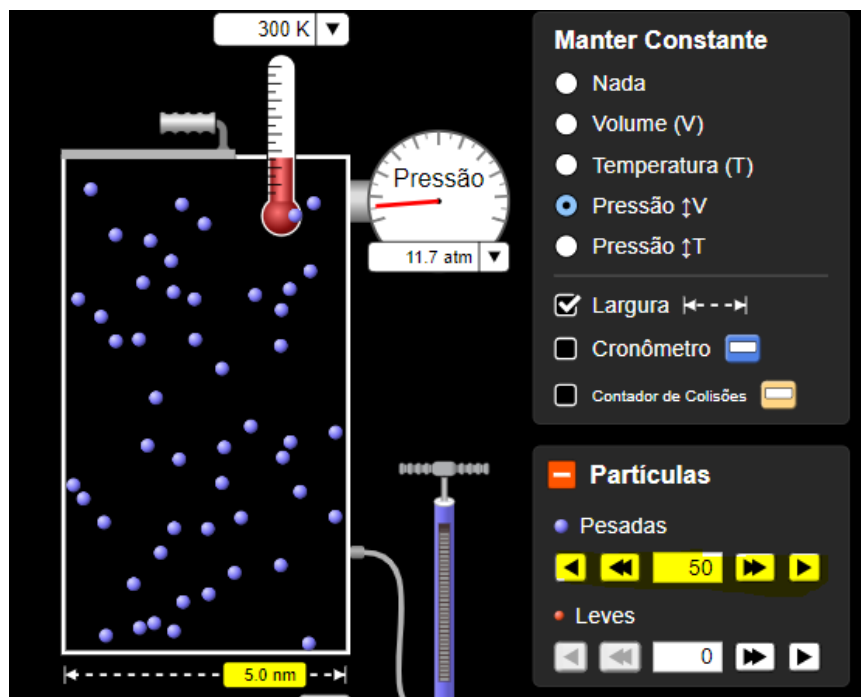 300 K
Pressão
11.7 atm
5.0 nm
Manter Constante
Nada
Volume (V)
Temperatura (T)
Pressão ↕V
Pressão ↕T
Largura
Cronômetro
Contador de Colisões
Partículas
Pesadas
50
Leves
0